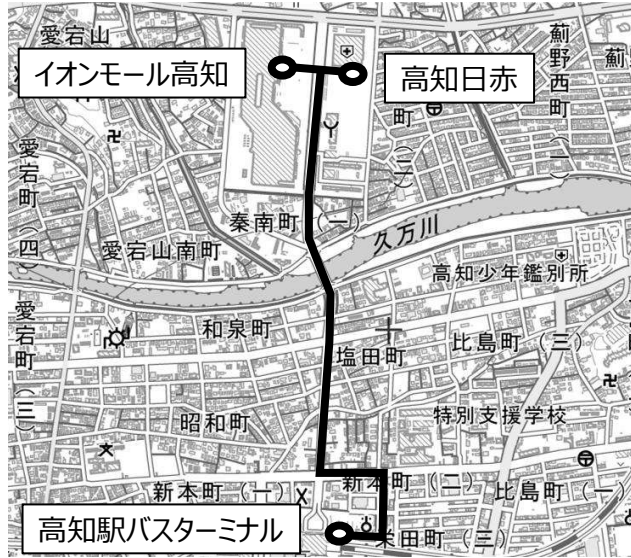 愛宕山
イオンモール高知
高知日赤
薊野西町（一）
薊
町（二）
愛宕町（四）
秦南町（一）
久万川
愛宕山南町
高知少年鑑別所
和泉町
愛宕町（三）
塩田町
比島町（三）
昭和町
特別支援学校
新本町（一）
新本町（二）
比島町（一）
高知駅バスターミナル
栄田町（三）